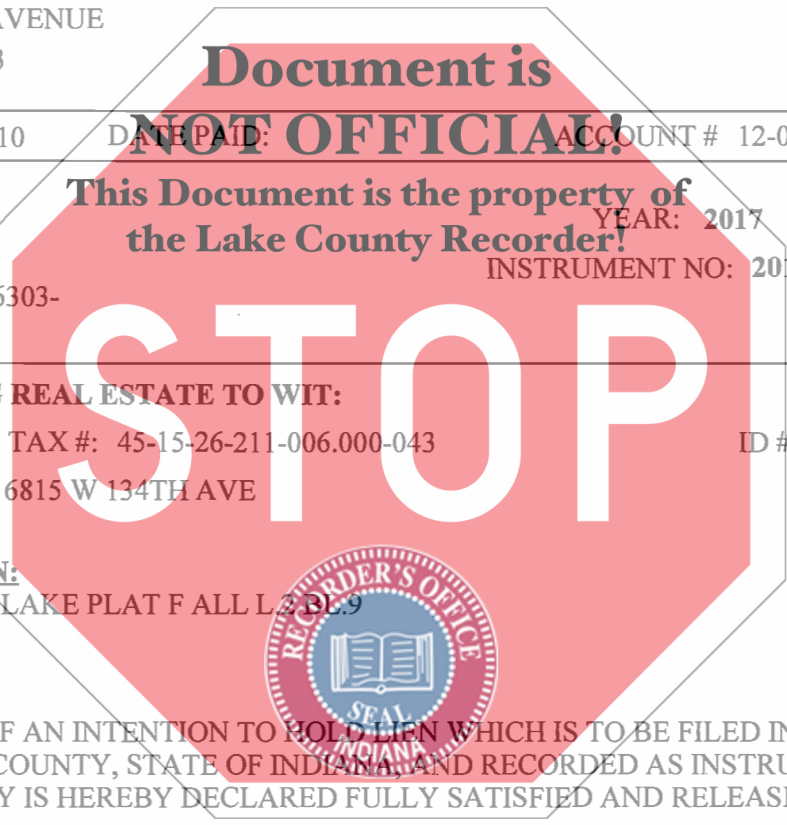 AVENUE
Document is
DATE PAID:
NOT OFFICIAL!
ACCOUNT # 12-0
10
This Document is the property of
YEAR: 2017
the Lake County Recorder!
INSTRUMENT NO: 201
6303-
STOP
REAL ESTATE TO WIT:
TAX #: 45-15-26-211-006.000-043
ID #
6815 W 134TH AVE
N:
LAKE PLAT F ALL L.2 BL.9
RECORDER'S OFFICE
SEAL
INDIANA
F AN INTENTION TO HOLD LIEN WHICH IS TO BE FILED IN
COUNTY, STATE OF INDIANA, AND RECORDED AS INSTRU
Y IS HEREBY DECLARED FULLY SATISFIED AND RELEAS